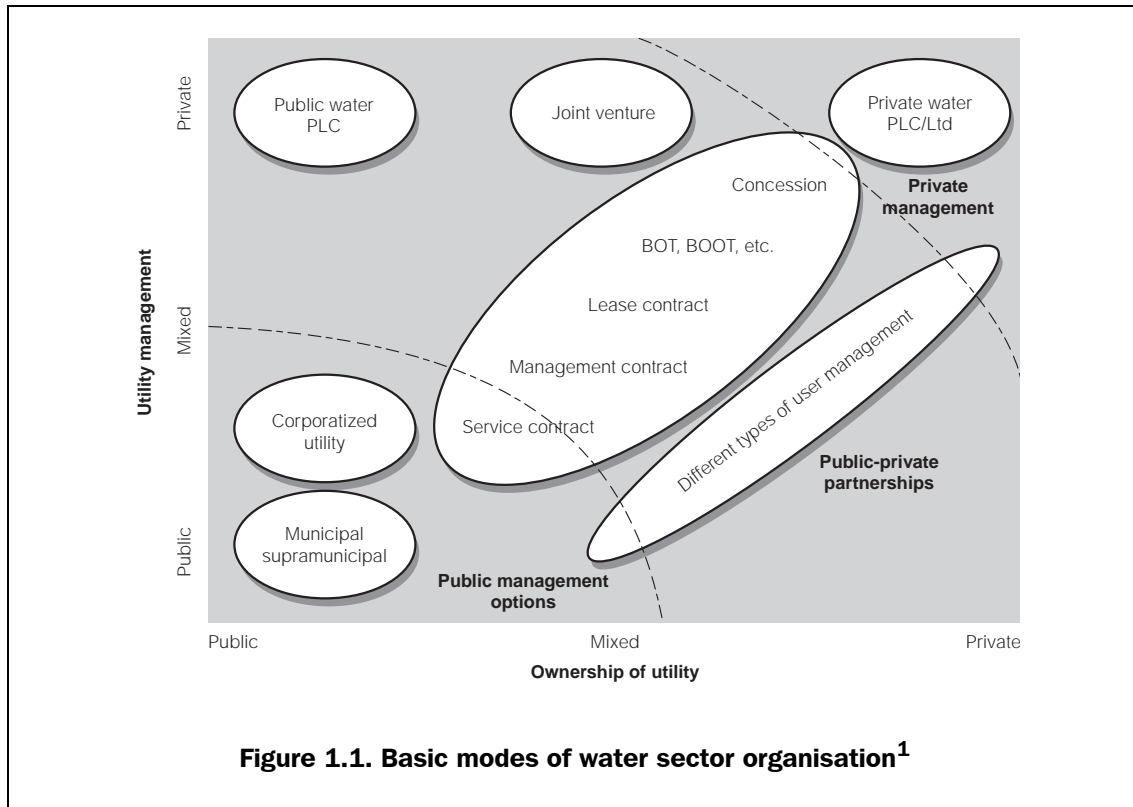 Private
Public water
PLC
Joint venture
Private water
PLC/Ltd
Private
management
Concession
BOT, BOOT, etc.
Lease contract
Management contract
Service contract
Utility management
Mixed
Corporatized
utility
Different types of user management
Public-private
partnerships
Public
Municipal
supramunicipal
Public management
options
Public
Mixed
Private
Ownership of utility
Figure 1.1. Basic modes of water sector organisation1